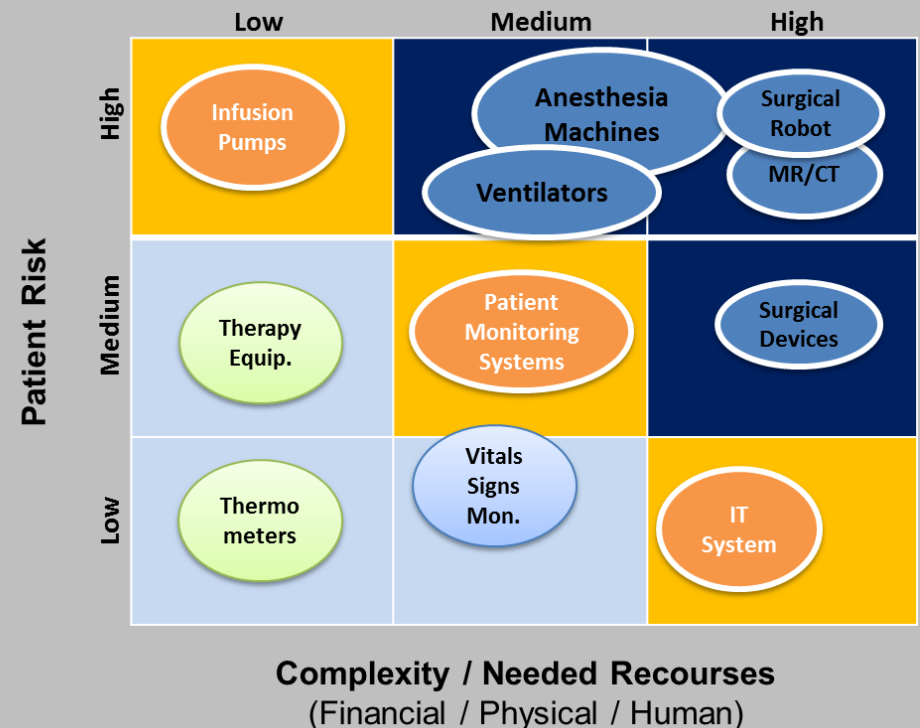 Low
Medium
High
Patient Risk
High
Infusion
Pumps
Anesthesia
Machines
Surgical
Robot
Ventilators
MR/CT
Medium
Therapy
Equip.
Patient
Monitoring
Systems
Surgical
Devices
Low
Thermo
meters
Vitals
Signs
Mon.
IT
System
Complexity / Needed Recourses
(Financial / Physical / Human)